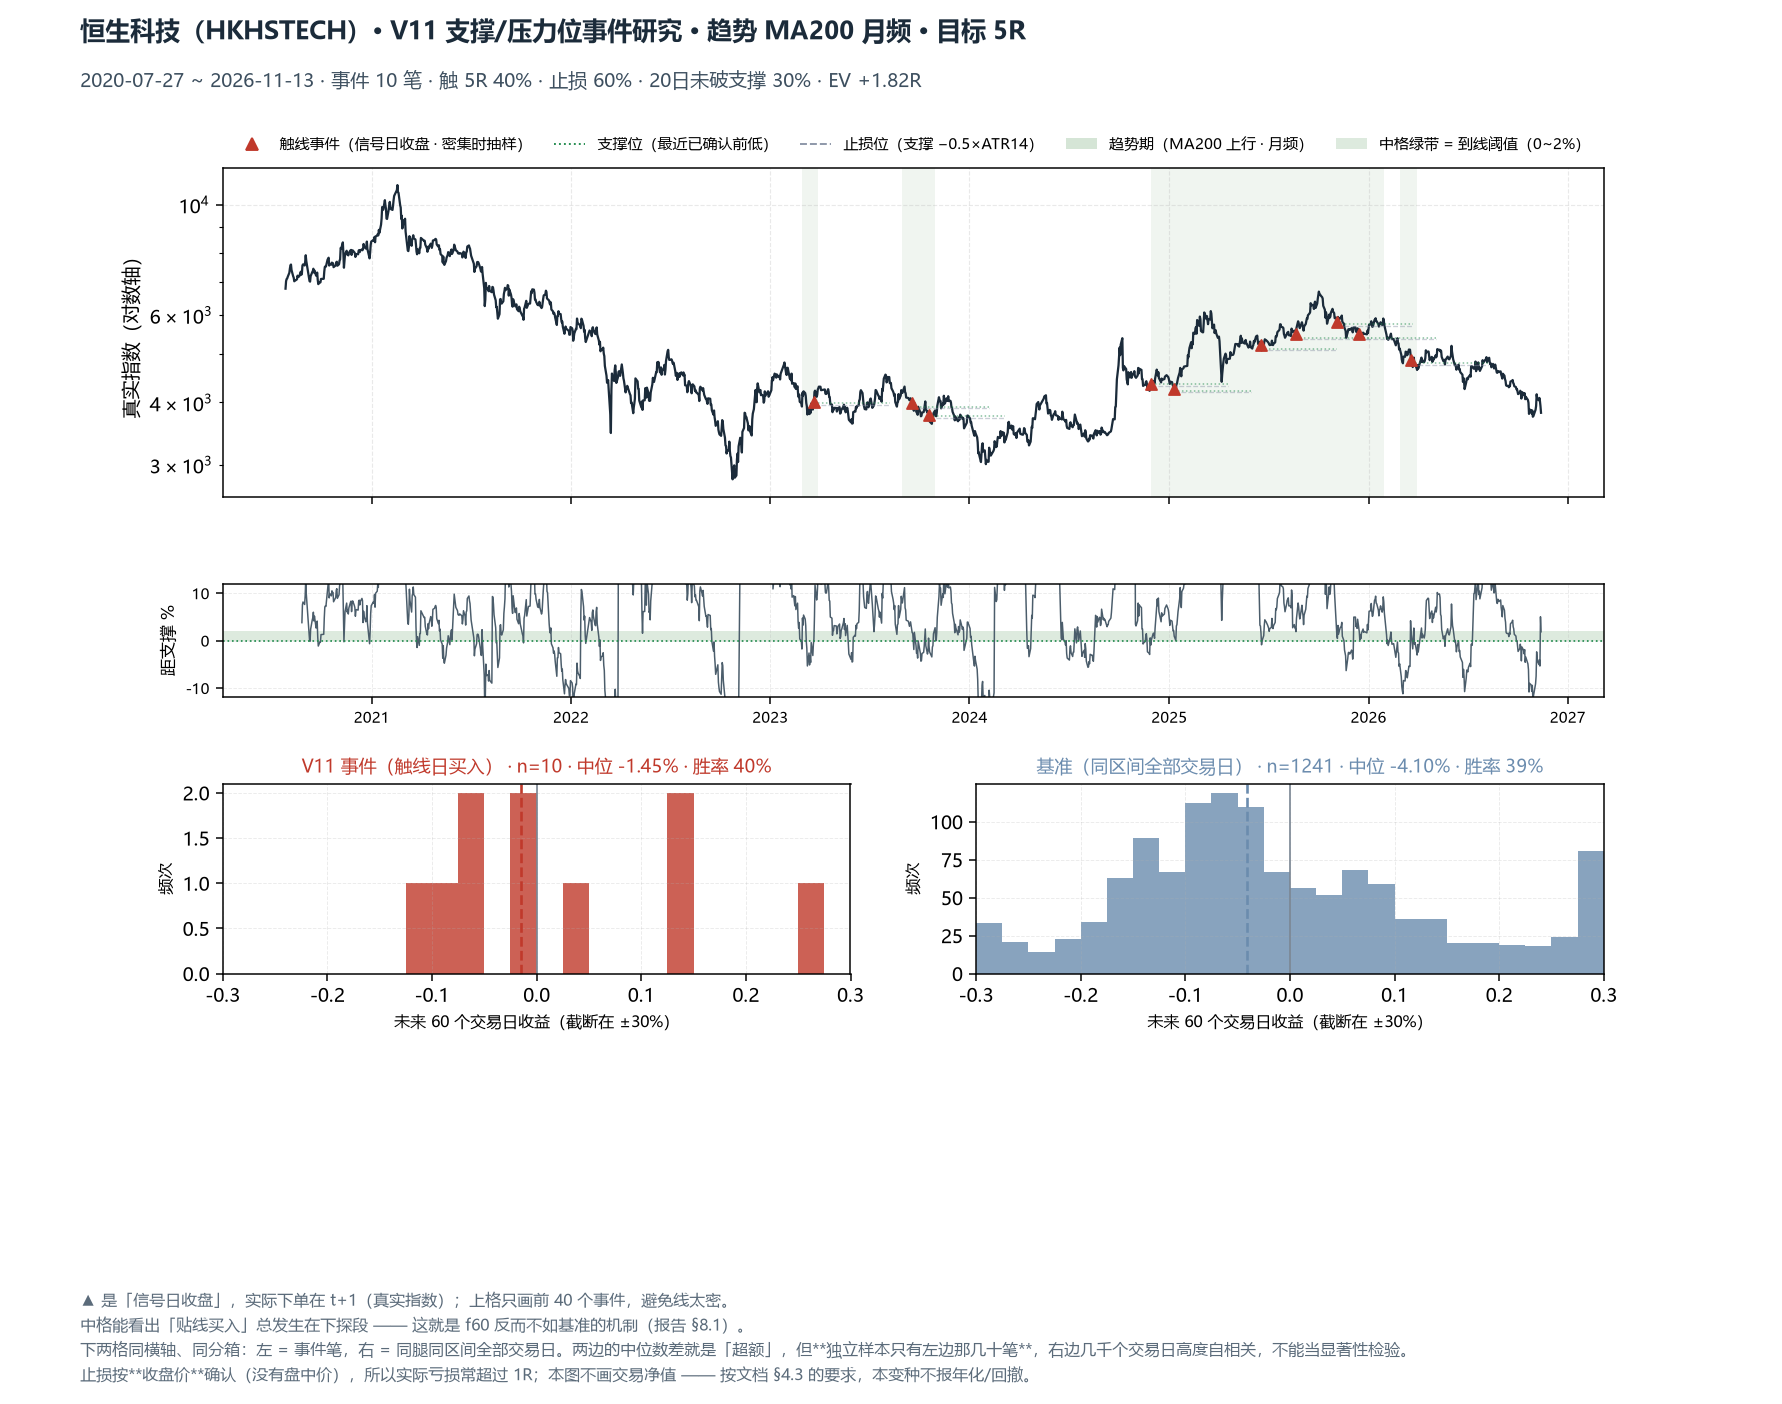 恒生科技（HKHSTECH）• V11 支撑/压力位事件研究 • 趋势 MA200 月频 • 目标 5R
2020-07-27 ~ 2026-11-13 · 事件 10 笔 · 触 5R 40% · 止损 60% · 20日未破支撑 30% · EV +1.82R
触线事件（信号日收盘 · 密集时抽样）
支撑位（最近已确认前低）
止损位（支撑 −0.5×ATR14）
趋势期（MA200 上行 · 月频）
中格绿带 = 到线阈值（0~2%）
真实指数（对数轴）
10⁴
6 × 10³
4 × 10³
3 × 10³
距支撑 %
10
0
-10
2021
2022
2023
2024
2025
2026
2027
V11 事件（触线日买入） · n=10 · 中位 -1.45% · 胜率 40%
频次
2.0
1.5
1.0
0.5
0.0
-0.3
-0.2
-0.1
0.0
0.1
0.2
0.3
未来 60 个交易日收益（截断在 ±30%）
基准（同区间全部交易日） · n=1241 · 中位 -4.10% · 胜率 39%
频次
100
75
50
25
0
-0.3
-0.2
-0.1
0.0
0.1
0.2
0.3
未来 60 个交易日收益（截断在 ±30%）
▲ 是「信号日收盘」，实际下单在 t+1（真实指数）；上格只画前 40 个事件，避免线太密。
中格能看出「贴线买入」总发生在下探段 —— 这就是 f60 反而不如基准的机制（报告 §8.1）。
下两格同横轴、同分箱：左 = 事件笔，右 = 同腿同区间全部交易日。两边的中位数差就是「超额」，但**独立样本只有左边那几十笔**，右边几千个交易日高度自相关，不能当显著性检验。
止损按**收盘价**确认（没有盘中价），所以实际亏损常超过 1R；本图不画交易净值 —— 按文档 §4.3 的要求，本变种不报年化/回撤。